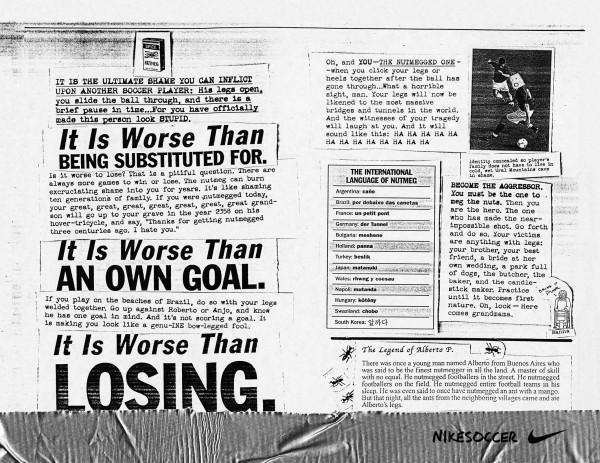 IT IS THE ULTIMATE SHAME YOU CAN INFLICT
UPON ANOTHER SOCCER PLAYER: His legs open,
you slide the ball through, and there is a
brief pause in time...For you have officially
made this person look STUPID.
It Is Worse Than
BEING SUBSTITUTED FOR.
Is it worse to lose? That is a pitiful question. There are
always more games to win or lose. The nutmeg can burn
excruciating shame into you for years. It's like shaming
ten generations of family. If you were nutmegged today,
your great, great, great, great, great, great grand-
son will go up to your grave in the year 2358 on his
hover-tricycle, and say, "Thanks for getting nutmegged
three centuries ago. I hate you."
It Is Worse Than
AN OWN GOAL.
If you play on the beaches of Brazil, do so with your legs
welded together. Go up against Roberto or Anjo, and know
he has one goal in mind. And it's not scoring a goal. It
is making you look like a genu-INE bow-legged fool.
It Is Worse Than
LOSING.
Oh, and YOU—THE NUTMEGGED ONE-
-when you click your legs or
heels together after the ball has
gone through...What a horrible
sight, man. Your legs will now be
likened to the most massive
bridges and tunnels in the world.
And the witnesses of your tragedy
will laugh at you. And it will
sound like this: HA HA HA HA HA
HA HA HA HA HA HA HA HA HA
Identity concealed so player's
family does not have to live in
cold, wet Ural Mountains cave
in shame.
THE INTERNATIONAL
LANGUAGE OF NUTMEG
Argentina: caño
Brazil: por debaixo das canetas
France: un petit pont
Germany: der Tunnel
Bulgaria: meshene
Holland: panna
Turkey: beslik
Japan: matanuki
Wales: rhwng y coesau
Napoli: mutanda
Hungary: kötény
Swaziland: chobo
South Korea: 알까다
BECOME THE AGGRESSOR.
You must be the one to
meg the nuts. Then you
are the hero. The one
who has made the near-
impossible shot. Go forth
and do so. Your victims
are anything with legs:
your brother, your best
friend, a bride at her
own wedding, a park full
of dogs, the butcher, the
baker, and the candle-
stick maker. Practice
until it becomes first
nature. Oh, look — Here
comes grandma.
The Legend of Alberto P.
There was once a young man named Alberto from Buenos Aires who
was said to be the finest nutmegger in all the land. A master of skill
with no equal. He nutmegged footballers in the street. He nutmegged
footballers on the field. He nutmegged entire football teams in his
sleep. He was even said to once have nutmegged an ant with a mango.
But that night, all the ants from the neighboring villages came and ate
Alberto's legs.
NIKESOCCER